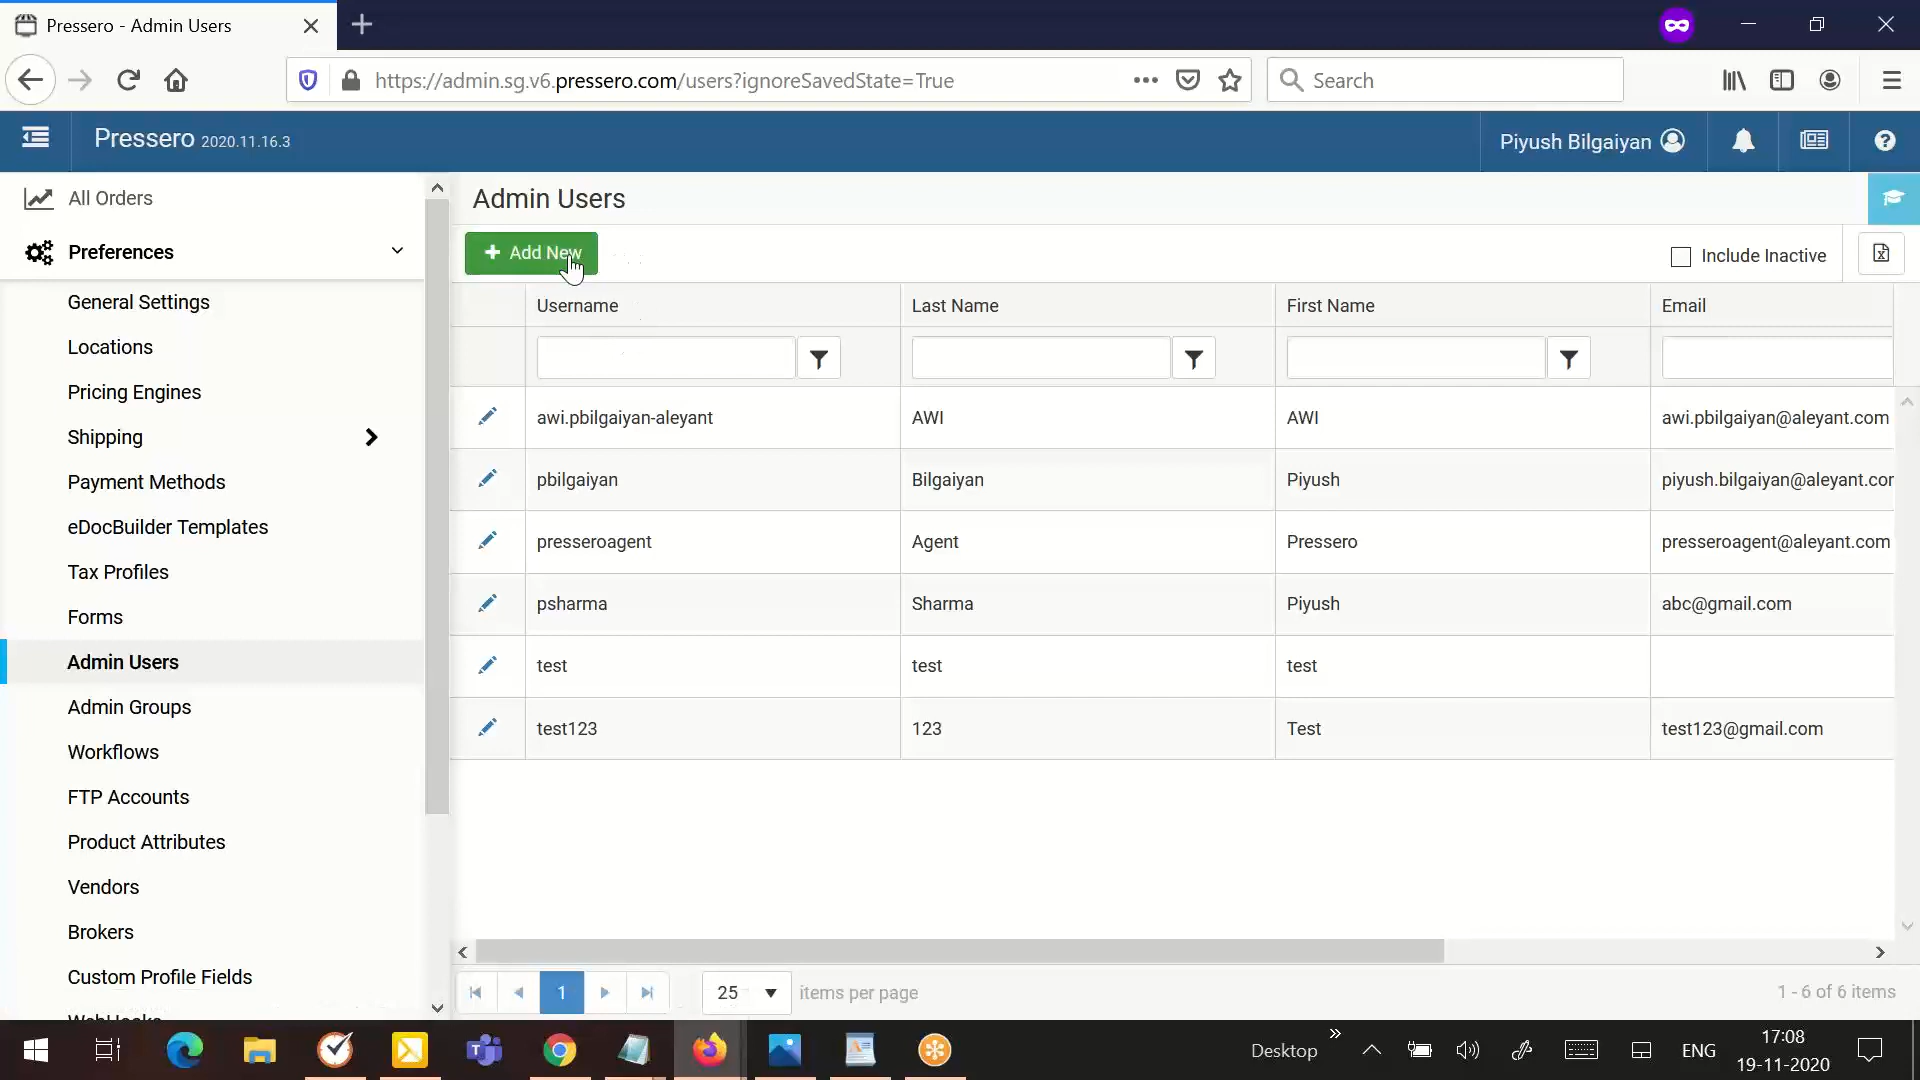 Pressero - Admin Users
https://admin.sg.v6.pressero.com/users?ignoreSavedState=True
Search
Pressero 2020.11.16.3
Piyush Bilgaiyan
All Orders
Preferences
General Settings
Locations
Pricing Engines
Shipping
Payment Methods
eDocBuilder Templates
Tax Profiles
Forms
Admin Users
Admin Groups
Workflows
FTP Accounts
Product Attributes
Vendors
Brokers
Custom Profile Fields
WebHooks
Admin Users
+ Add New
Include Inactive
Username Last Name First Name Email
awi.pbilgaiyan-aleyant AWI AWI awi.pbilgaiyan@aleyant.com
pbilgaiyan Bilgaiyan Piyush piyush.bilgaiyan@aleyant.cor
presseroagent Agent Pressero presseroagent@aleyant.com
psharma Sharma Piyush abc@gmail.com
test test test
test123 123 Test test123@gmail.com
1 25 items per page 1 - 6 of 6 items
Desktop ENG 17:08
19-11-2020